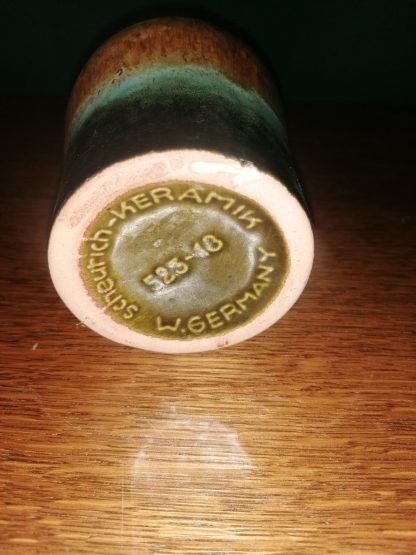 scheurich-KERAMIK
523-18
W. GERMANY